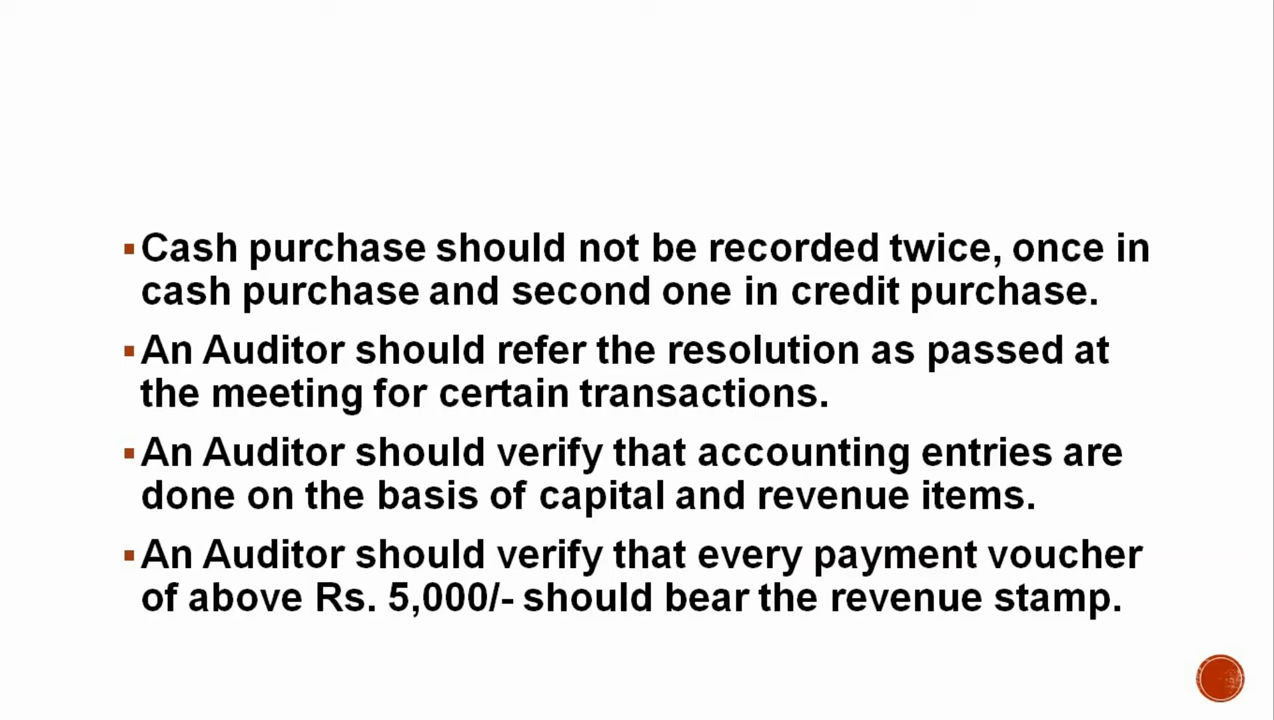 ▪Cash purchase should not be recorded twice, once in
cash purchase and second one in credit purchase.
▪An Auditor should refer the resolution as passed at
the meeting for certain transactions.
▪An Auditor should verify that accounting entries are
done on the basis of capital and revenue items.
▪An Auditor should verify that every payment voucher
of above Rs. 5,000/- should bear the revenue stamp.